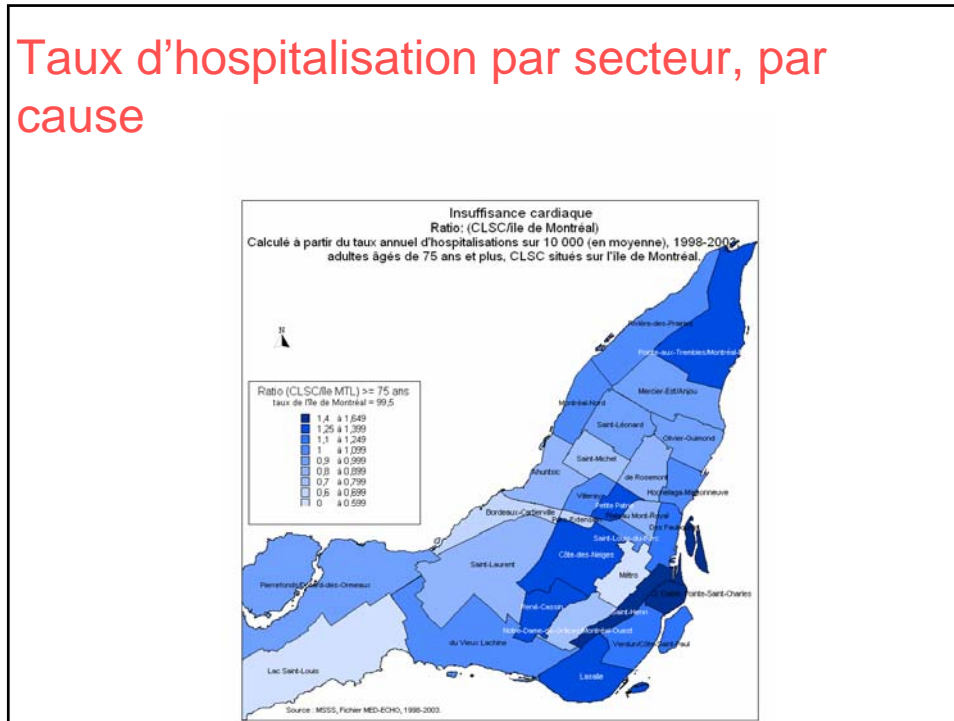 Taux d'hospitalisation par secteur, par
cause
Insuffisance cardiaque
Ratio: (CLSC/île de Montréal)
Calculé à partir du taux annuel d'hospitalisations sur 10 000 (en moyenne), 1998-2003,
adultes âgés de 75 ans et plus, CLSC situés sur l'île de Montréal.
N
Rivière-des-Prairies
Pointe-aux-Trembles/Montréal-E
Mercier-Est/Anjou
Ratio (CLSC/Ile MTL) >= 75 ans
taux de l'île de Montréal = 99,5
1,4 à 1,649
1,25 à 1,399
1,1 à 1,249
1 à 1,099
0,9 à 0,999
0,8 à 0,899
0,7 à 0,799
0,6 à 0,699
0 à 0,599
Montréal-Nord
Saint-Léonard
Olivier-Guimond
Saint-Michel
Ahuntsic
de Rosemont
Villeray
Hochelaga-Maisonneuve
Petite Patrie
Bordeaux-Cartierville
Parc-Extension
Plateau Mont-Royal
Des Faubourgs
Saint-Louis-du-Parc
Côte-des-Neiges
Saint-Laurent
Métro
Pierrefonds/Dollard-des-Ormeaux
Pointe-Saint-Charles
René-Cassin
Saint-Henri
Notre-Dame-de-Grâce/Montréal-Ouest
du Vieux Lachine
Verdun/Côte-Saint-Paul
Lac Saint-Louis
Lasalle
Source : MSSS, Fichier MED-ECHO, 1998-2003.